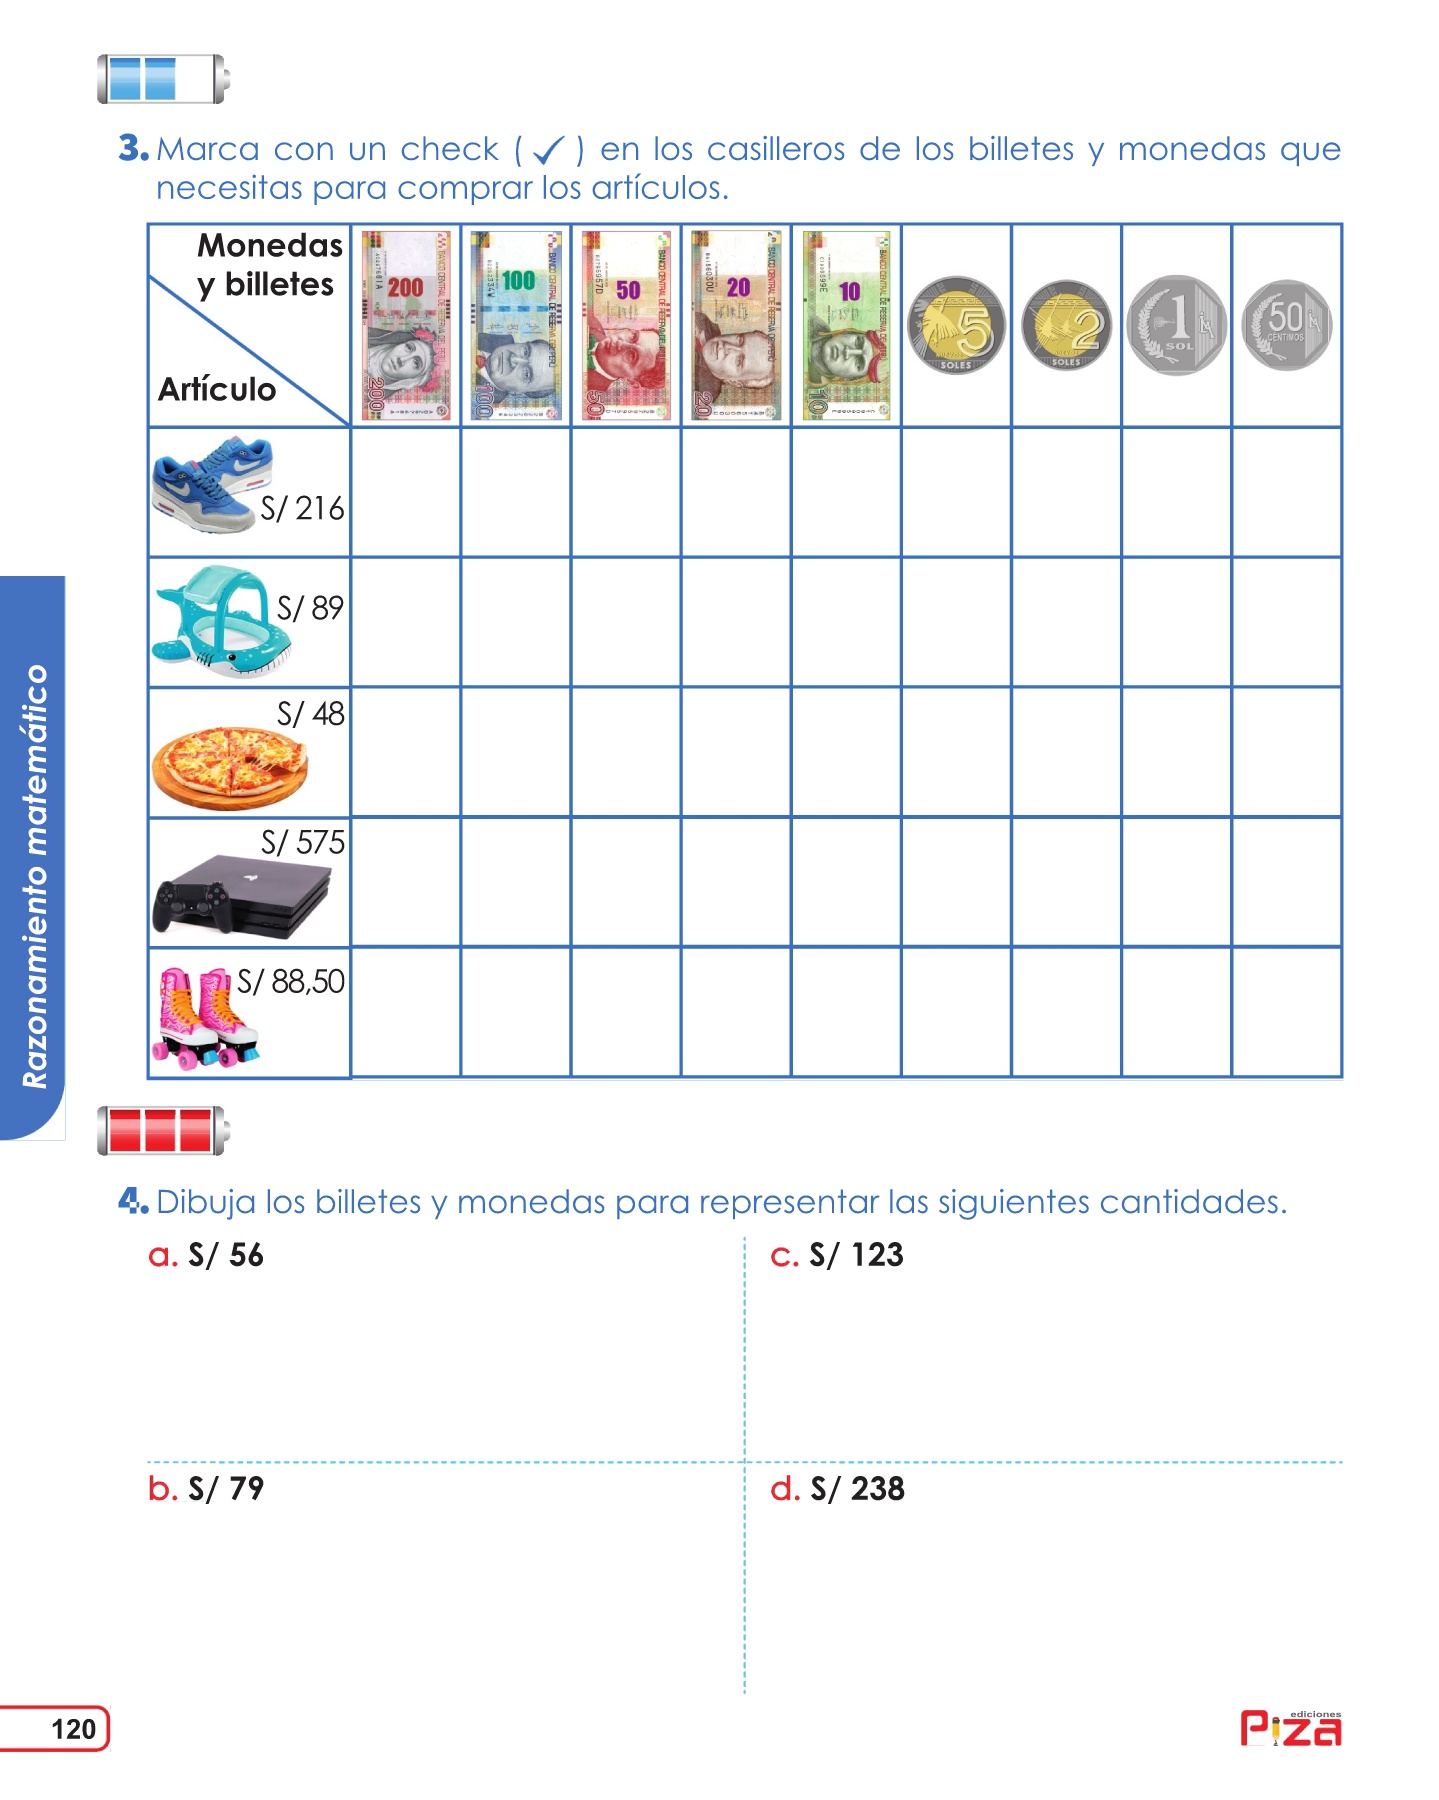 3. Marca con un check ( ✓ ) en los casilleros de los billetes y monedas que
necesitas para comprar los artículos.
Monedas
y billetes
Artículo
200
100
50
20
10
5
SOLES
2
SOLES
1
SOL
50
CÉNTIMOS
S/ 216
S/ 89
S/ 48
S/ 575
S/ 88,50
Razonamiento matemático
4. Dibuja los billetes y monedas para representar las siguientes cantidades.
a. S/ 56
c. S/ 123
b. S/ 79
d. S/ 238
120
ediciones
Piza